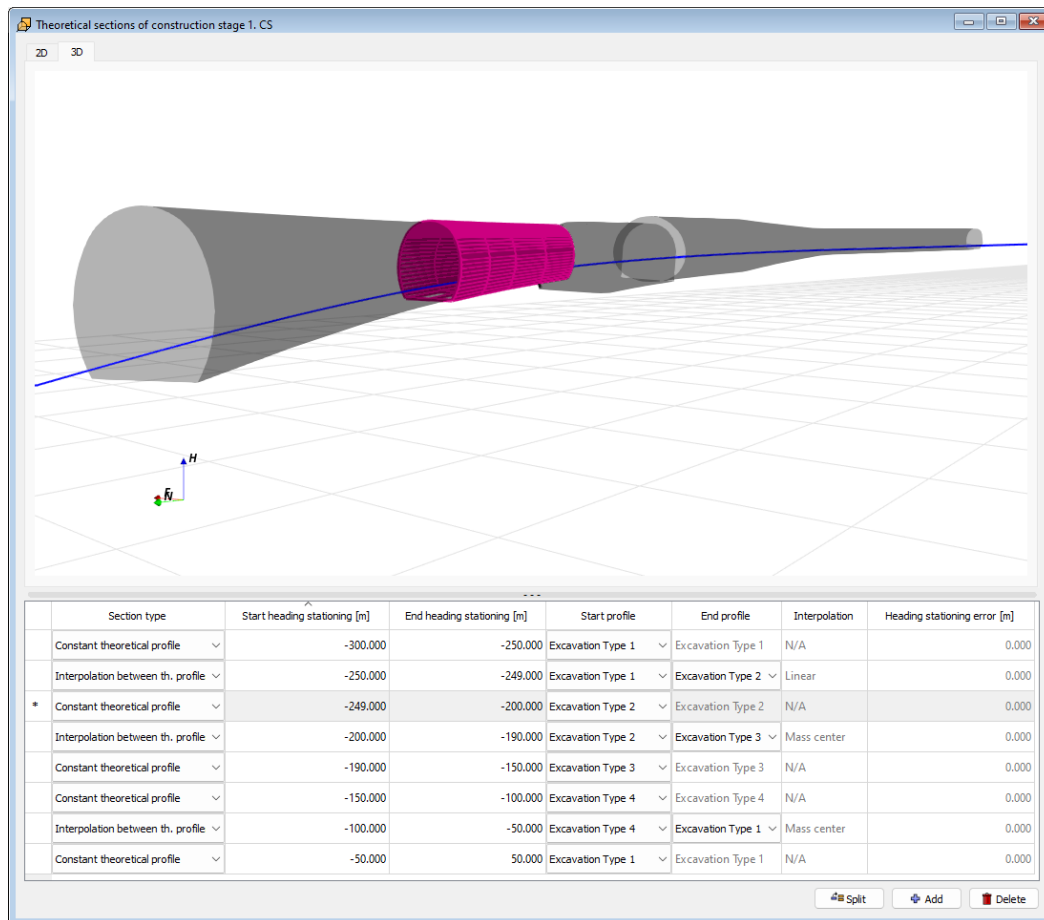 Theoretical sections of construction stage 1. CS
2D 3D
H
N
Section type Start heading stationing [m] End heading stationing [m] Start profile End profile Interpolation Heading stationing error [m]
Constant theoretical profile -300.000 -250.000 Excavation Type 1 Excavation Type 1 N/A 0.000
Interpolation between th. profile -250.000 -249.000 Excavation Type 1 Excavation Type 2 Linear 0.000
* Constant theoretical profile -249.000 -200.000 Excavation Type 2 Excavation Type 2 N/A 0.000
Interpolation between th. profile -200.000 -190.000 Excavation Type 2 Excavation Type 3 Mass center 0.000
Constant theoretical profile -190.000 -150.000 Excavation Type 3 Excavation Type 3 N/A 0.000
Constant theoretical profile -150.000 -100.000 Excavation Type 4 Excavation Type 4 N/A 0.000
Interpolation between th. profile -100.000 -50.000 Excavation Type 4 Excavation Type 1 Mass center 0.000
Constant theoretical profile -50.000 50.000 Excavation Type 1 Excavation Type 1 N/A 0.000
Split Add Delete